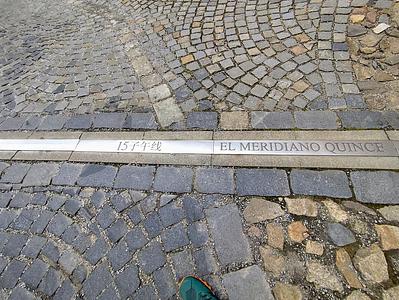 15子午线 EL MERIDIANO QUINCE